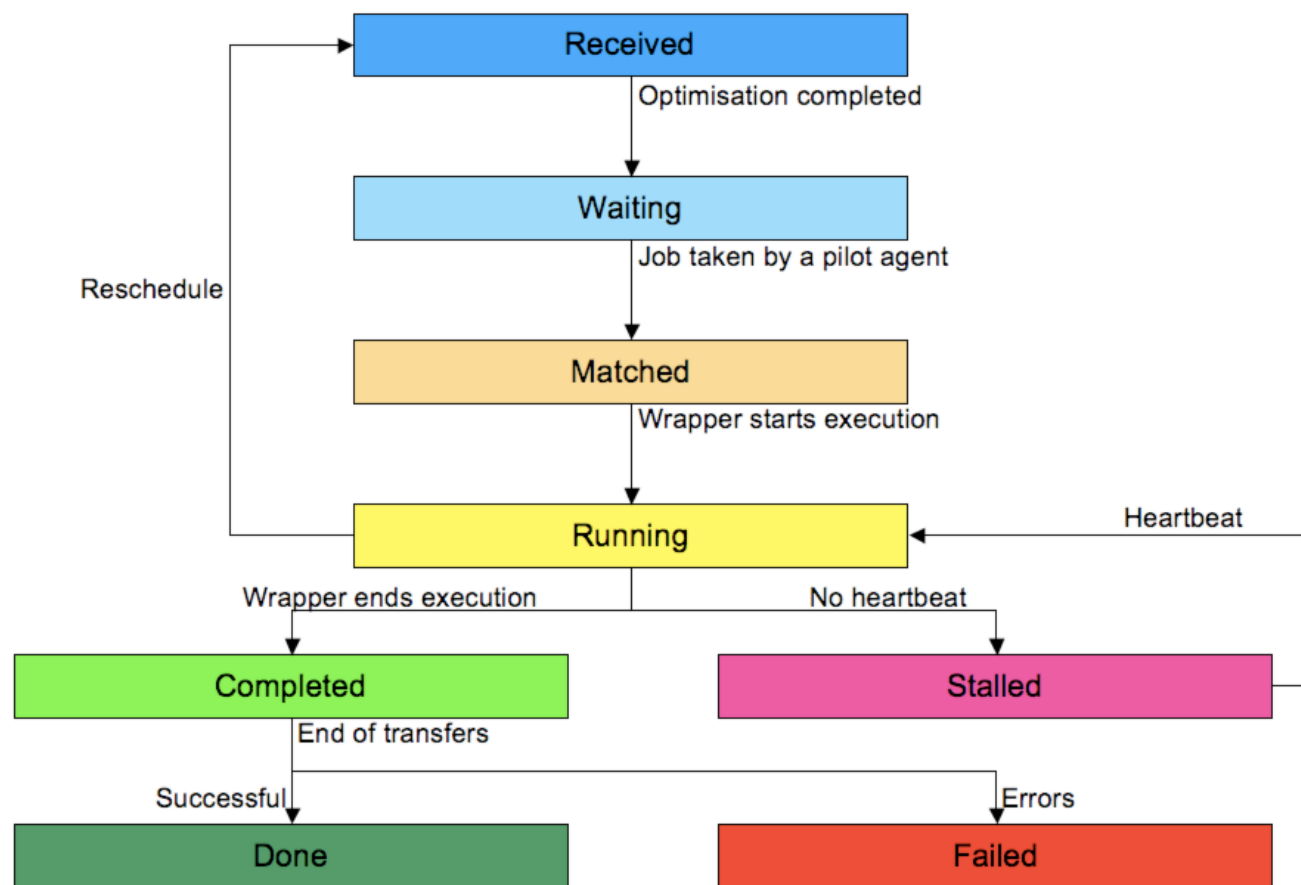 Received
Optimisation completed
Waiting
Job taken by a pilot agent
Reschedule
Matched
Wrapper starts execution
Heartbeat
Running
Wrapper ends execution
No heartbeat
Completed
Stalled
End of transfers
Successful
Errors
Done
Failed